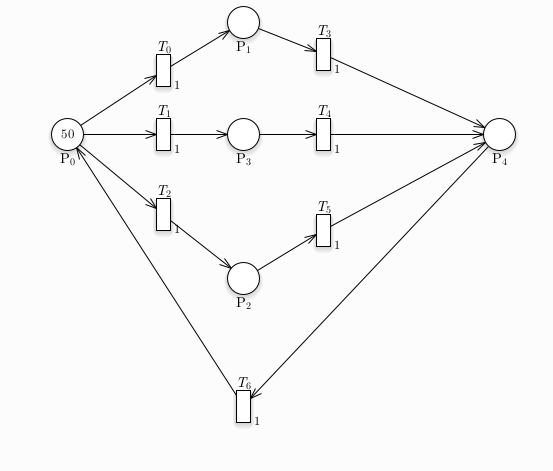 T₃
T₀
P₁
1
1
T₁
T₄
50
P₀
1
P₃
1
P₄
T₂
T₅
1
1
P₂
T₆
1